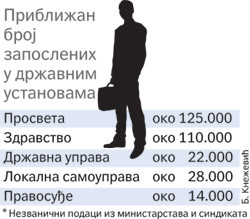 Приближан
број
запослених
у државним
установама
Просвета око 125.000
Здравство око 110.000
Државна управа око 22.000
Локална самоуправа око 28.000
Правосуђе око 14.000
* Незванични подаци из министарстава и синдиката
Б. Кнежевић